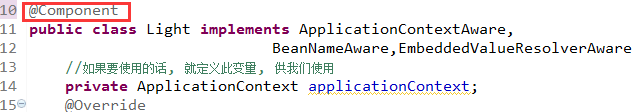 10 @Component
11 public class Light implements ApplicationContextAware,
12 BeanNameAware,EmbeddedValueResolverAware
13 //如果要使用的话, 就定义此变量, 供我们使用
14 private ApplicationContext applicationContext;
15 @Override